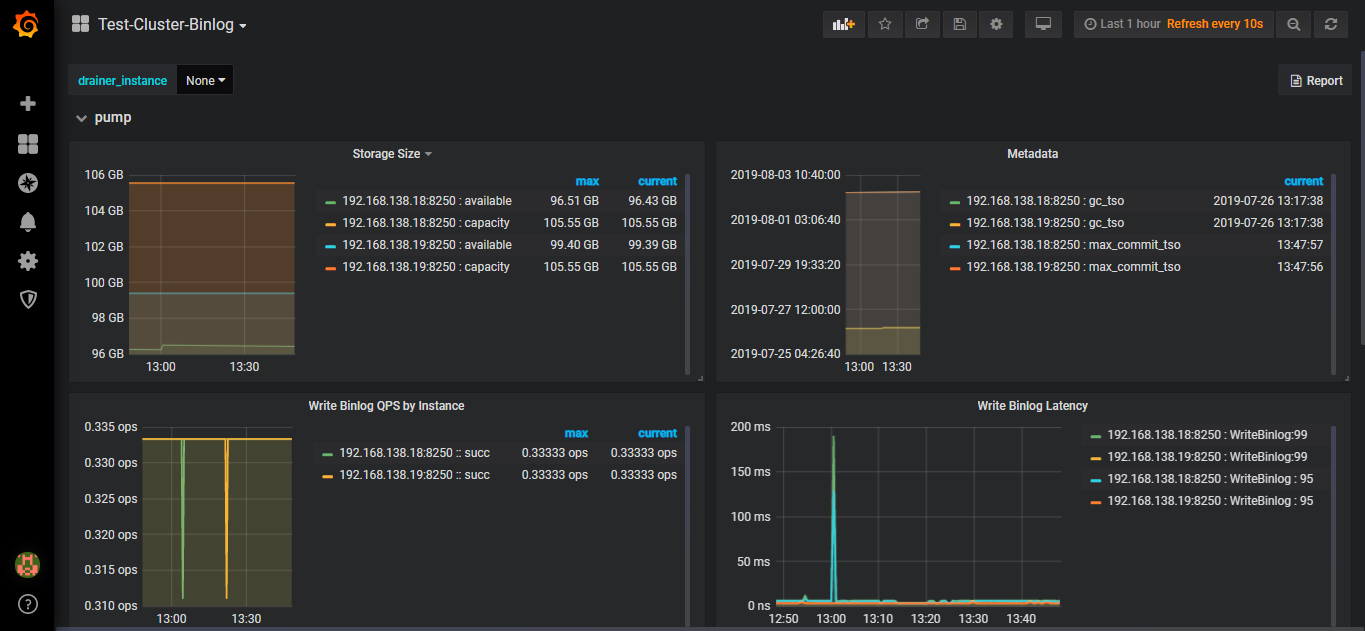 Test-Cluster-Binlog
Last 1 hour Refresh every 10s
drainer_instance None
Report
pump
Storage Size
106 GB
104 GB
102 GB
100 GB
98 GB
96 GB
13:00 13:30
max current
192.168.138.18:8250 : available 96.51 GB 96.43 GB
192.168.138.18:8250 : capacity 105.55 GB 105.55 GB
192.168.138.19:8250 : available 99.40 GB 99.39 GB
192.168.138.19:8250 : capacity 105.55 GB 105.55 GB
Metadata
2019-08-03 10:40:00
2019-08-01 03:06:40
2019-07-29 19:33:20
2019-07-27 12:00:00
2019-07-25 04:26:40
13:00 13:30
current
192.168.138.18:8250 : gc_tso 2019-07-26 13:17:38
192.168.138.19:8250 : gc_tso 2019-07-26 13:17:38
192.168.138.18:8250 : max_commit_tso 13:47:57
192.168.138.19:8250 : max_commit_tso 13:47:56
Write Binlog QPS by Instance
0.335 ops
0.330 ops
0.325 ops
0.320 ops
0.315 ops
0.310 ops
13:00 13:30
max current
192.168.138.18:8250 :: succ 0.33333 ops 0.33333 ops
192.168.138.19:8250 :: succ 0.33333 ops 0.33333 ops
Write Binlog Latency
200 ms
150 ms
100 ms
50 ms
0 ns
12:50 13:00 13:10 13:20 13:30 13:40
192.168.138.18:8250 : WriteBinlog:99
192.168.138.19:8250 : WriteBinlog:99
192.168.138.18:8250 : WriteBinlog : 95
192.168.138.19:8250 : WriteBinlog : 95